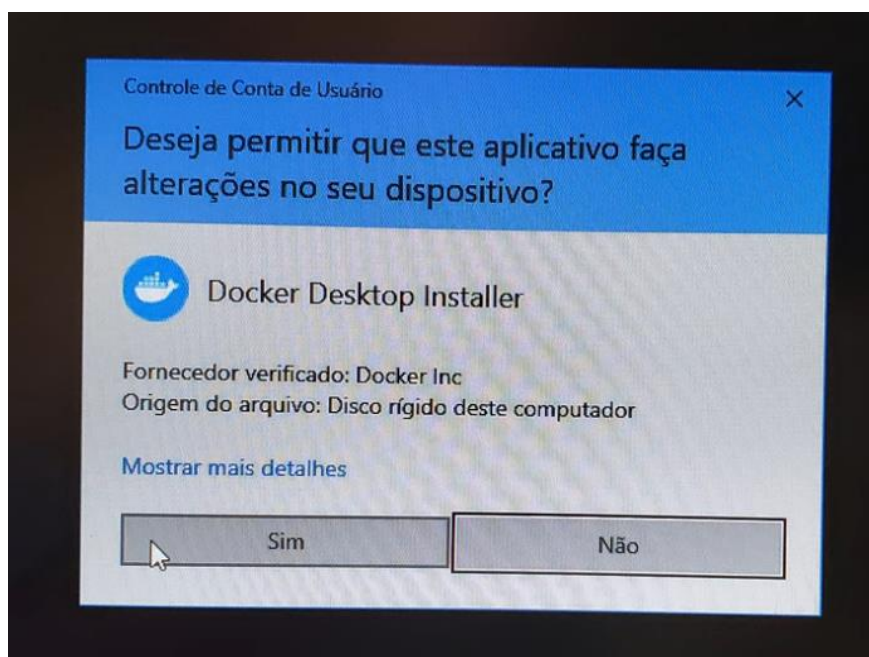 Controle de Conta de Usuário
Deseja permitir que este aplicativo faça
alterações no seu dispositivo?
Docker Desktop Installer
Fornecedor verificado: Docker Inc
Origem do arquivo: Disco rígido deste computador
Mostrar mais detalhes
Sim
Não